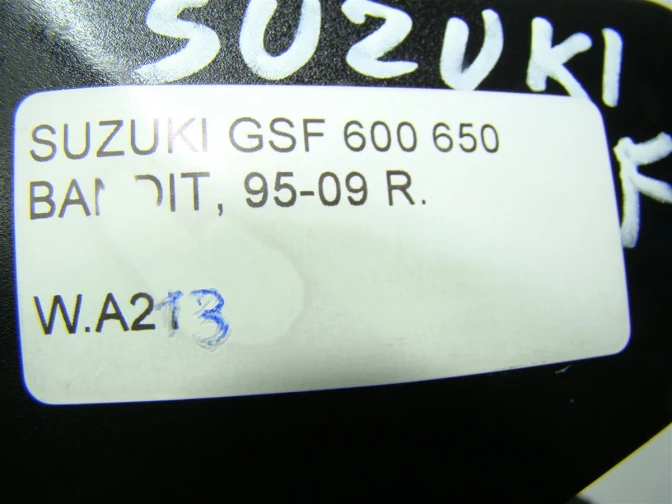 SUZUKI
K
SUZUKI GSF 600 650
BANDIT, 95-09 R.
W.A213